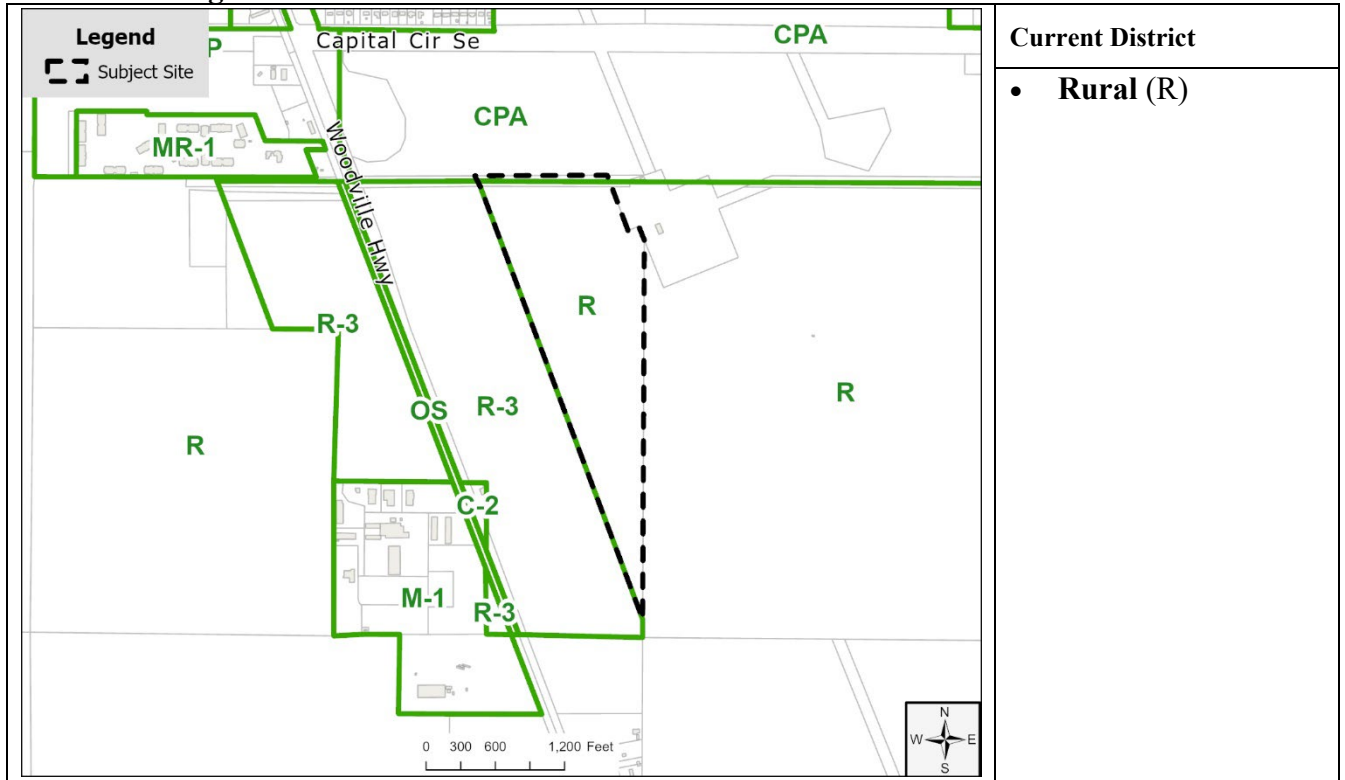 Legend
Subject Site
P
Capital Cir Se
CPA
CPA
MR-1
Woodville Hwy
R
R-3
R
OS
R-3
R
C-2
M-1
R-3
0 300 600 1,200 Feet
N
W E
S
Current District
• Rural (R)